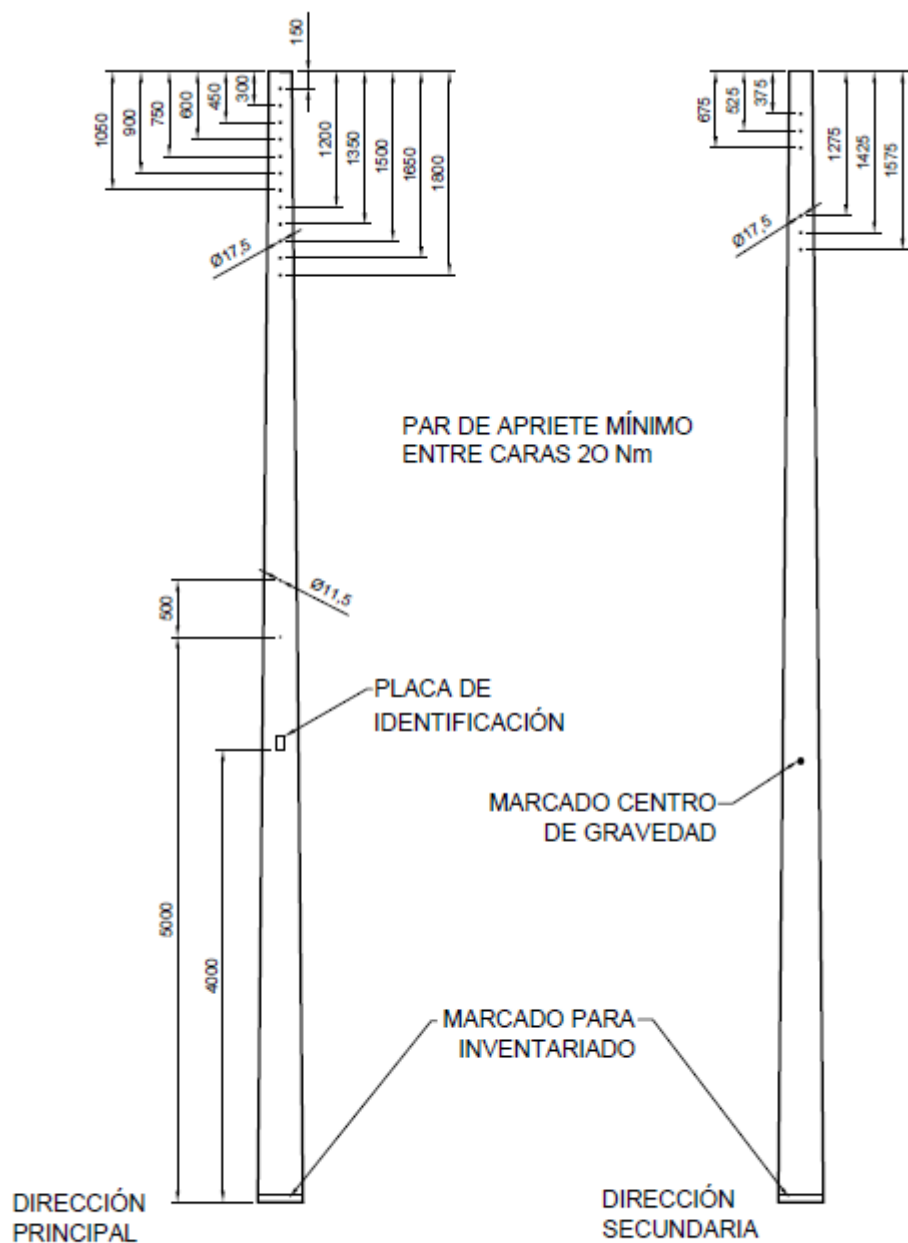 150
300
450
600
750
900
1050
1200
1350
1500
1650
1800
Ø17,5
375
525
675
1275
1425
1575
Ø17,5
PAR DE APRIETE MÍNIMO
ENTRE CARAS 2O Nm
500
Ø11,5
PLACA DE
IDENTIFICACIÓN
MARCADO CENTRO
DE GRAVEDAD
5000
4000
MARCADO PARA
INVENTARIADO
DIRECCIÓN
PRINCIPAL
DIRECCIÓN
SECUNDARIA